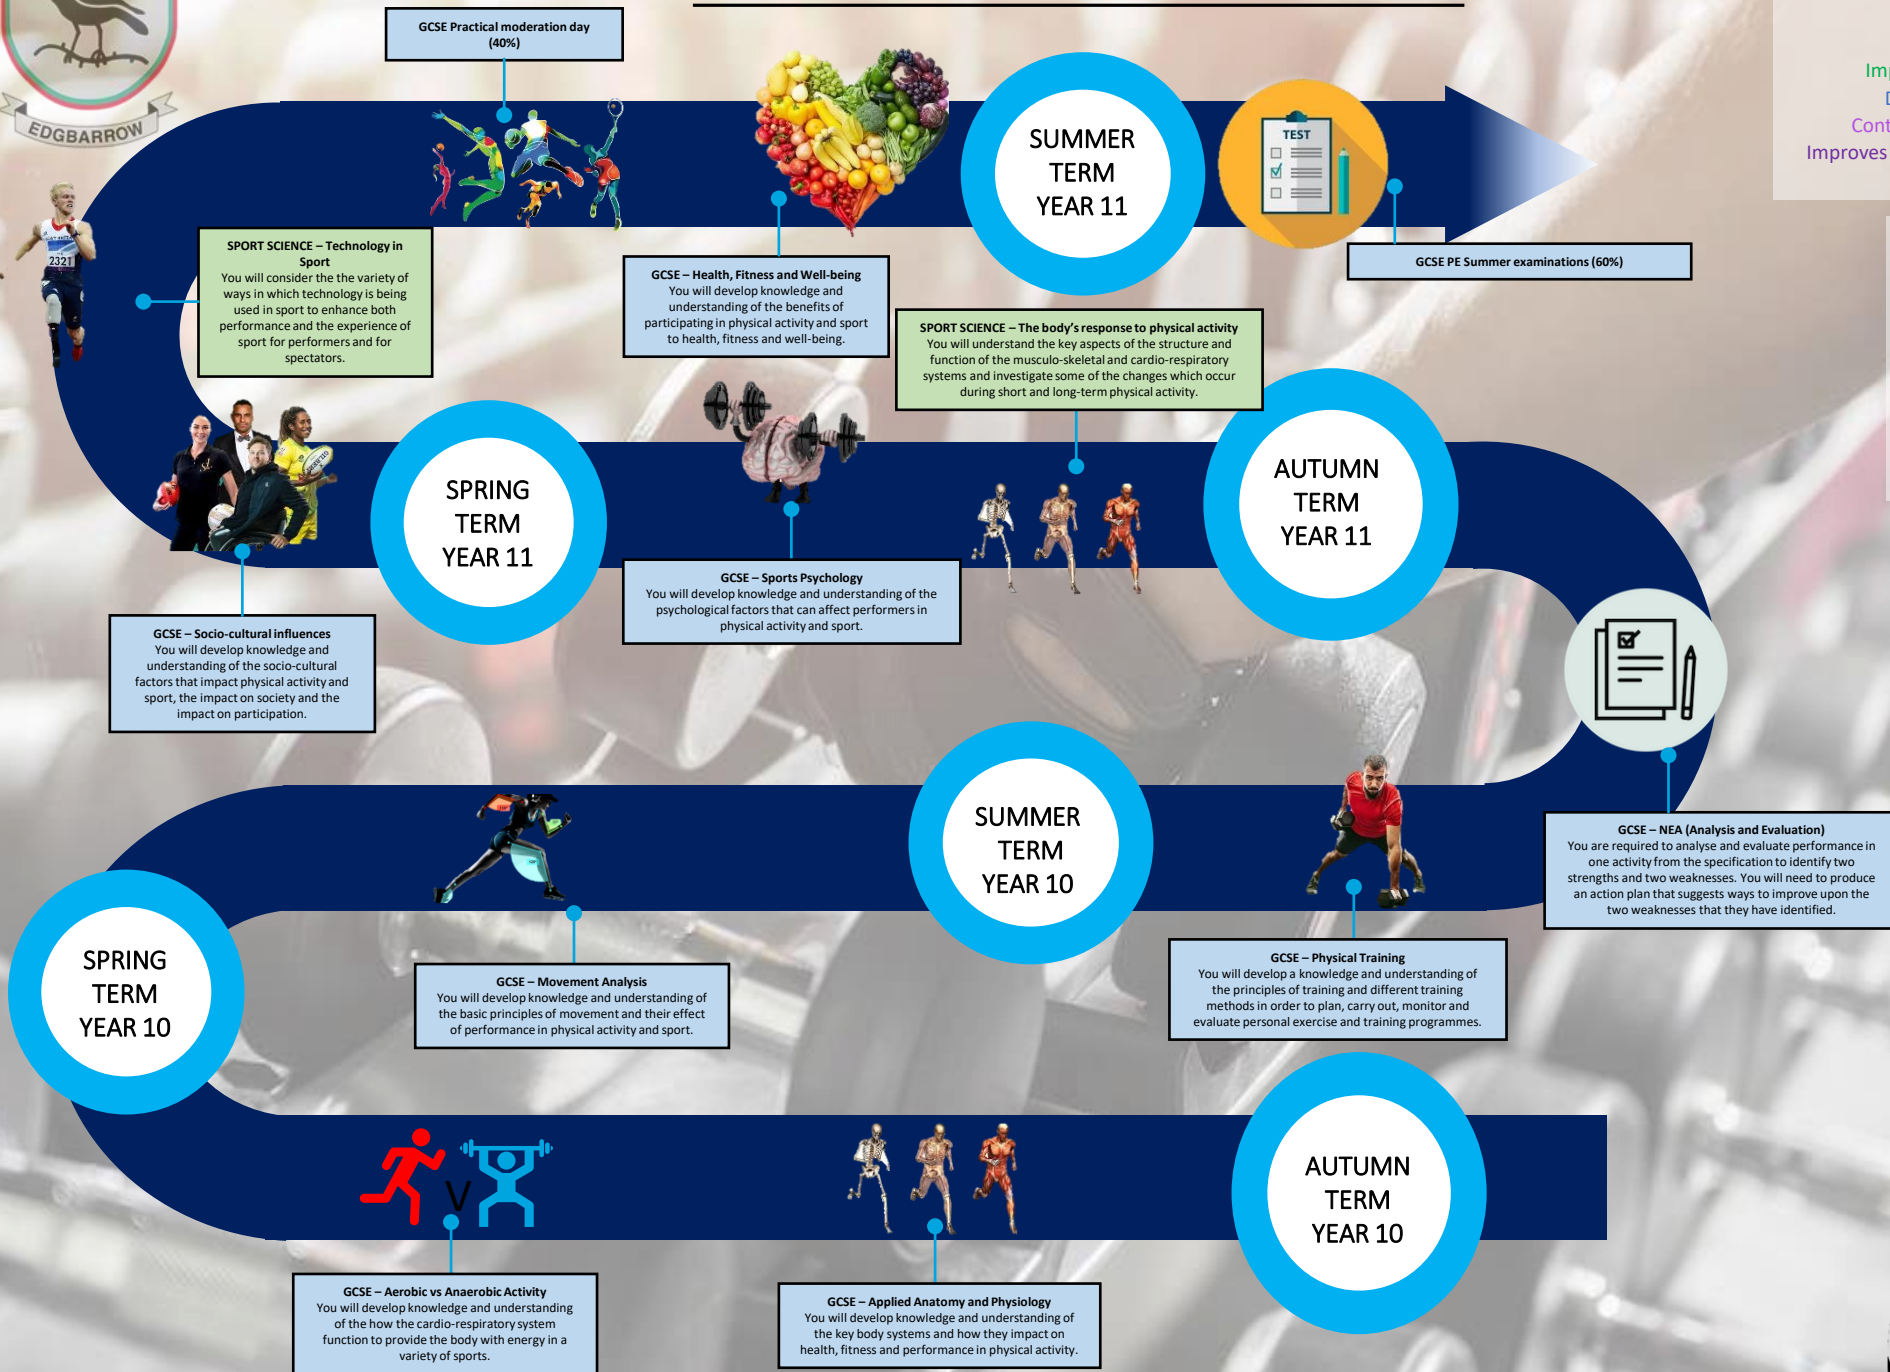 EDGBARROW
GCSE Practical moderation day
(40%)
SUMMER
TERM
YEAR 11
TEST
GCSE PE Summer examinations (60%)
Improves
2321
SPORT SCIENCE – Technology in
Sport
You will consider the the variety of
ways in which technology is being
used in sport to enhance both
performance and the experience of
sport for performers and for
spectators.
GCSE – Health, Fitness and Well-being
You will develop knowledge and
understanding of the benefits of
participating in physical activity and sport
to health, fitness and well-being.
SPORT SCIENCE – The body's response to physical activity
You will understand the key aspects of the structure and
function of the musculo-skeletal and cardio-respiratory
systems and investigate some of the changes which occur
during short and long-term physical activity.
SPRING
TERM
YEAR 11
AUTUMN
TERM
YEAR 11
GCSE – Socio-cultural influences
You will develop knowledge and
understanding of the socio-cultural
factors that impact physical activity and
sport, the impact on society and the
impact on participation.
GCSE – Sports Psychology
You will develop knowledge and understanding of the
psychological factors that can affect performers in
physical activity and sport.
GCSE – NEA (Analysis and Evaluation)
You are required to analyse and evaluate performance in
one activity from the specification to identify two
strengths and two weaknesses. You will need to produce
an action plan that suggests ways to improve upon the
two weaknesses that they have identified.
SUMMER
TERM
YEAR 10
SPRING
TERM
YEAR 10
GCSE – Movement Analysis
You will develop knowledge and understanding of
the basic principles of movement and their effect
of performance in physical activity and sport.
GCSE – Physical Training
You will develop a knowledge and understanding of
the principles of training and different training
methods in order to plan, carry out, monitor and
evaluate personal exercise and training programmes.
V
AUTUMN
TERM
YEAR 10
GCSE – Aerobic vs Anaerobic Activity
You will develop knowledge and understanding
of the how the cardio-respiratory system
function to provide the body with energy in a
variety of sports.
GCSE – Applied Anatomy and Physiology
You will develop knowledge and understanding of
the key body systems and how they impact on
health, fitness and performance in physical activity.